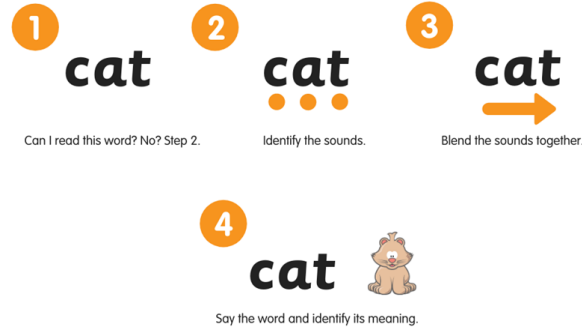 1
cat
Can I read this word? No? Step 2.
2
cat
Identify the sounds.
3
cat
Blend the sounds together.
4
cat
Say the word and identify its meaning.